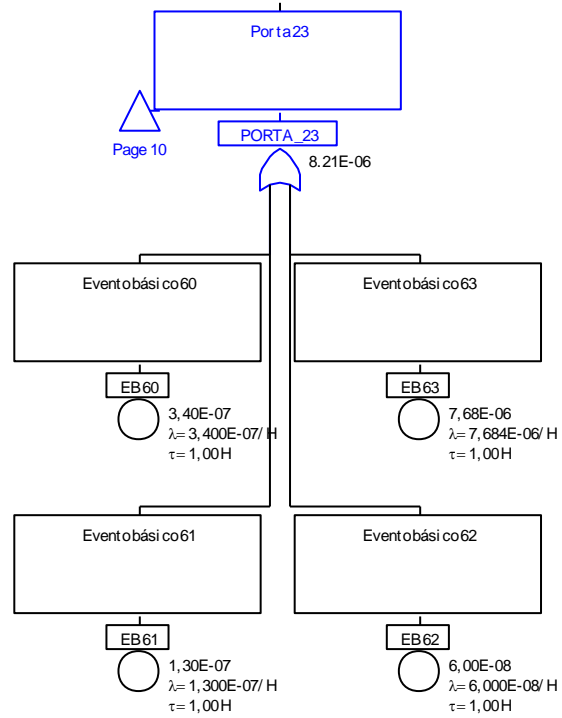 Porta23
Page 10
PORTA_23
8.21E-06
Eventobásico60
EB60
3,40E-07
λ= 3,400E-07/H
τ= 1,00H
Eventobásico63
EB63
7,68E-06
λ= 7,684E-06/H
τ= 1,00H
Eventobásico61
EB61
1,30E-07
λ= 1,300E-07/H
τ= 1,00H
Eventobásico62
EB62
6,00E-08
λ= 6,000E-08/H
τ= 1,00H